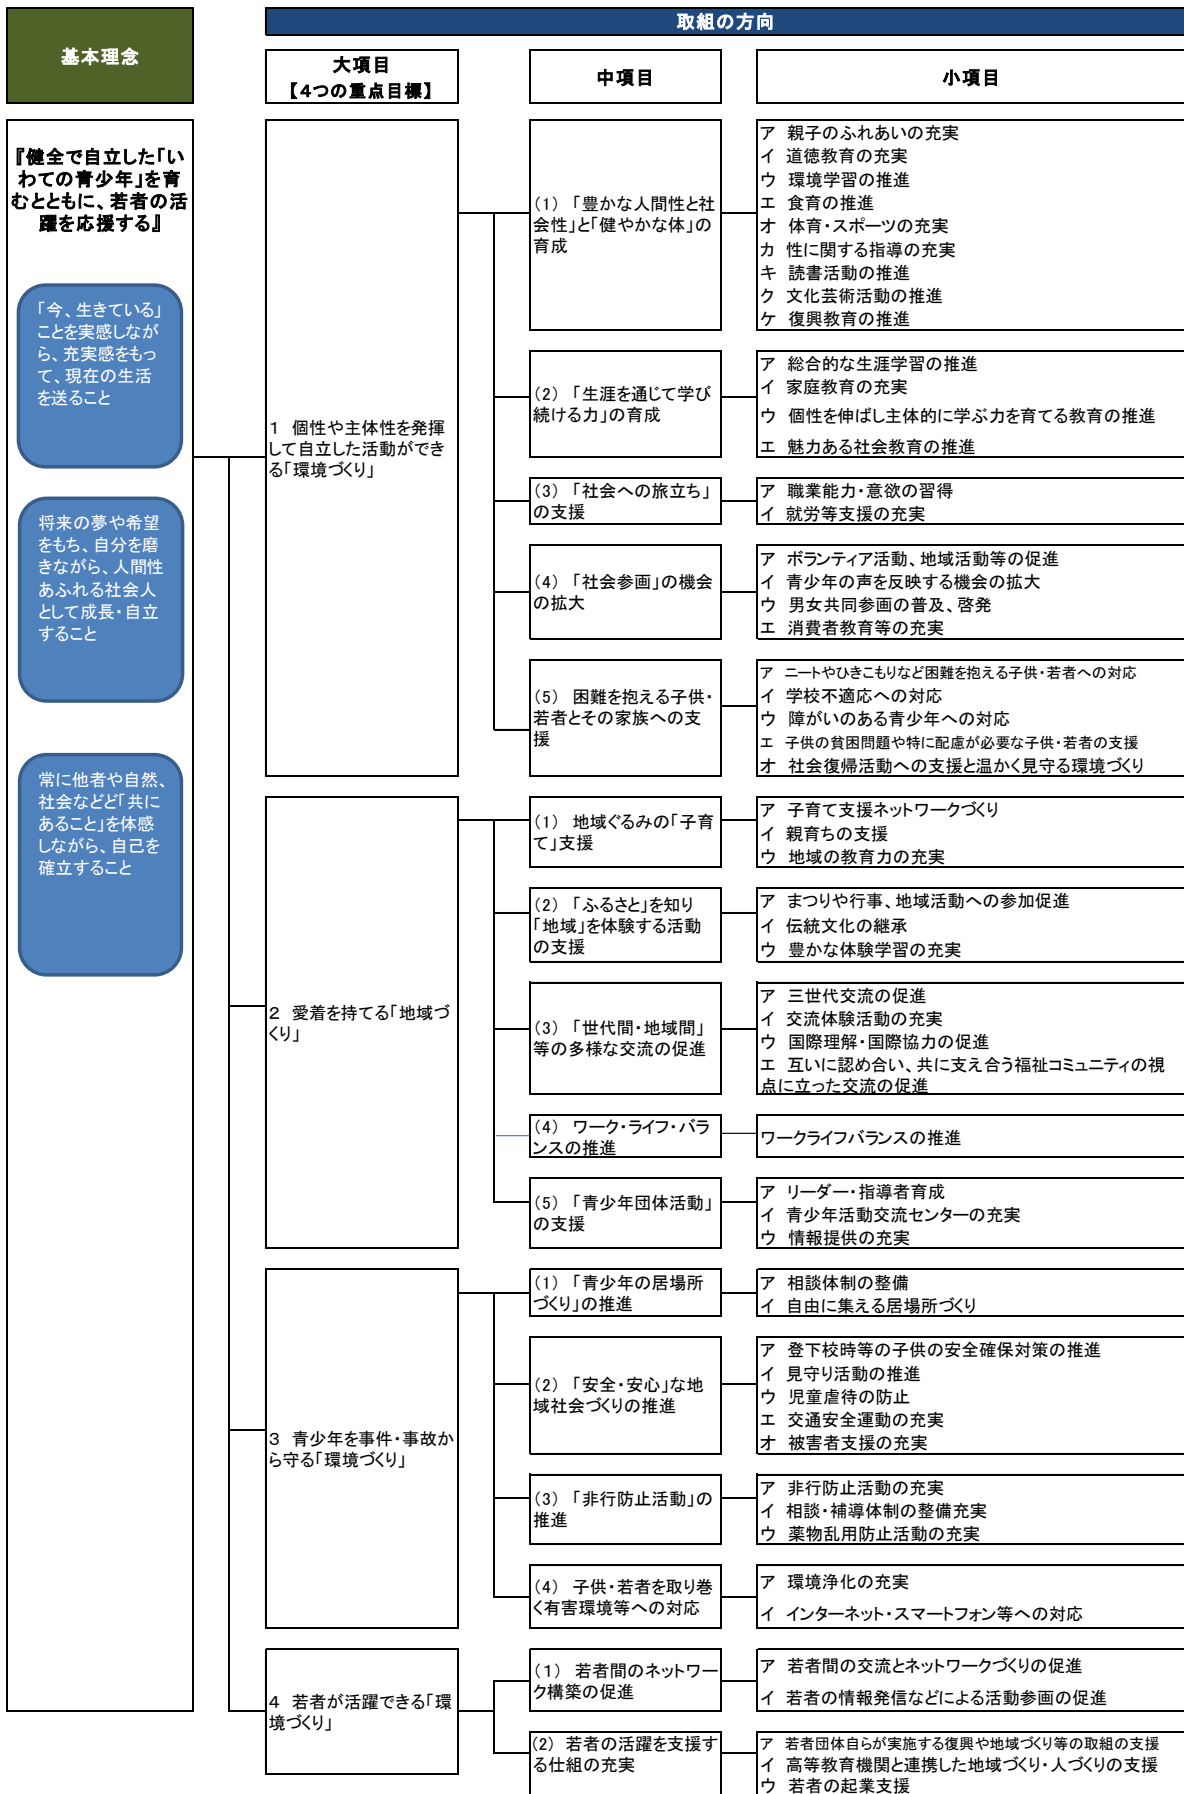 基本理念
取組の方向
大項目
【4つの重点目標】
中項目
小項目
『健全で自立した「い
わての青少年」を育
むとともに、若者の活
躍を応援する』
「今、生きている」
ことを実感しなが
ら、充実感をもっ
て、現在の生活
を送ること
将来の夢や希望
をもち、自分を磨
きながら、人間性
あふれる社会人
として成長・自立
すること
常に他者や自然、
社会などど「共に
あること」を体感
しながら、自己を
確立すること
1 個性や主体性を発揮
して自立した活動ができ
る「環境づくり」
(1) 「豊かな人間性と社
会性」と「健やかな体」の
育成
ア 親子のふれあいの充実
イ 道徳教育の充実
ウ 環境学習の推進
エ 食育の推進
オ 体育・スポーツの充実
カ 性に関する指導の充実
キ 読書活動の推進
ク 文化芸術活動の推進
ケ 復興教育の推進
(2) 「生涯を通じて学び
続ける力」の育成
ア 総合的な生涯学習の推進
イ 家庭教育の充実
ウ 個性を伸ばし主体的に学ぶ力を育てる教育の推進
エ 魅力ある社会教育の推進
(3) 「社会への旅立ち」
の支援
ア 職業能力・意欲の習得
イ 就労等支援の充実
(4) 「社会参画」の機会
の拡大
ア ボランティア活動、地域活動等の促進
イ 青少年の声を反映する機会の拡大
ウ 男女共同参画の普及、啓発
エ 消費者教育等の充実
(5) 困難を抱える子供・
若者とその家族への支
援
ア ニートやひきこもりなど困難を抱える子供・若者への対応
イ 学校不適応への対応
ウ 障がいのある青少年への対応
エ 子供の貧困問題や特に配慮が必要な子供・若者の支援
オ 社会復帰活動への支援と温かく見守る環境づくり
2 愛着を持てる「地域づ
くり」
(1) 地域ぐるみの「子育
て」支援
ア 子育て支援ネットワークづくり
イ 親育ちの支援
ウ 地域の教育力の充実
(2) 「ふるさと」を知り
「地域」を体験する活動
の支援
ア まつりや行事、地域活動への参加促進
イ 伝統文化の継承
ウ 豊かな体験学習の充実
(3) 「世代間・地域間」
等の多様な交流の促進
ア 三世代交流の促進
イ 交流体験活動の充実
ウ 国際理解・国際協力の促進
エ 互いに認め合い、共に支え合う福祉コミュニティの視
点に立った交流の促進
(4) ワーク・ライフ・バラ
ンスの推進
ワークライフバランスの推進
(5) 「青少年団体活動」
の支援
ア リーダー・指導者育成
イ 青少年活動交流センターの充実
ウ 情報提供の充実
3 青少年を事件・事故か
ら守る「環境づくり」
(1) 「青少年の居場所
づくり」の推進
ア 相談体制の整備
イ 自由に集える居場所づくり
(2) 「安全・安心」な地
域社会づくりの推進
ア 登下校時等の子供の安全確保対策の推進
イ 見守り活動の推進
ウ 児童虐待の防止
エ 交通安全運動の充実
オ 被害者支援の充実
(3) 「非行防止活動」の
推進
ア 非行防止活動の充実
イ 相談・補導体制の整備充実
ウ 薬物乱用防止活動の充実
(4) 子供・若者を取り巻
く有害環境等への対応
ア 環境浄化の充実
イ インターネット・スマートフォン等への対応
4 若者が活躍できる「環
境づくり」
(1) 若者間のネットワー
ク構築の促進
ア 若者間の交流とネットワークづくりの促進
イ 若者の情報発信などによる活動参画の促進
(2) 若者の活躍を支援す
る仕組の充実
ア 若者団体自らが実施する復興や地域づくり等の取組の支援
イ 高等教育機関と連携した地域づくり・人づくりの支援
ウ 若者の起業支援